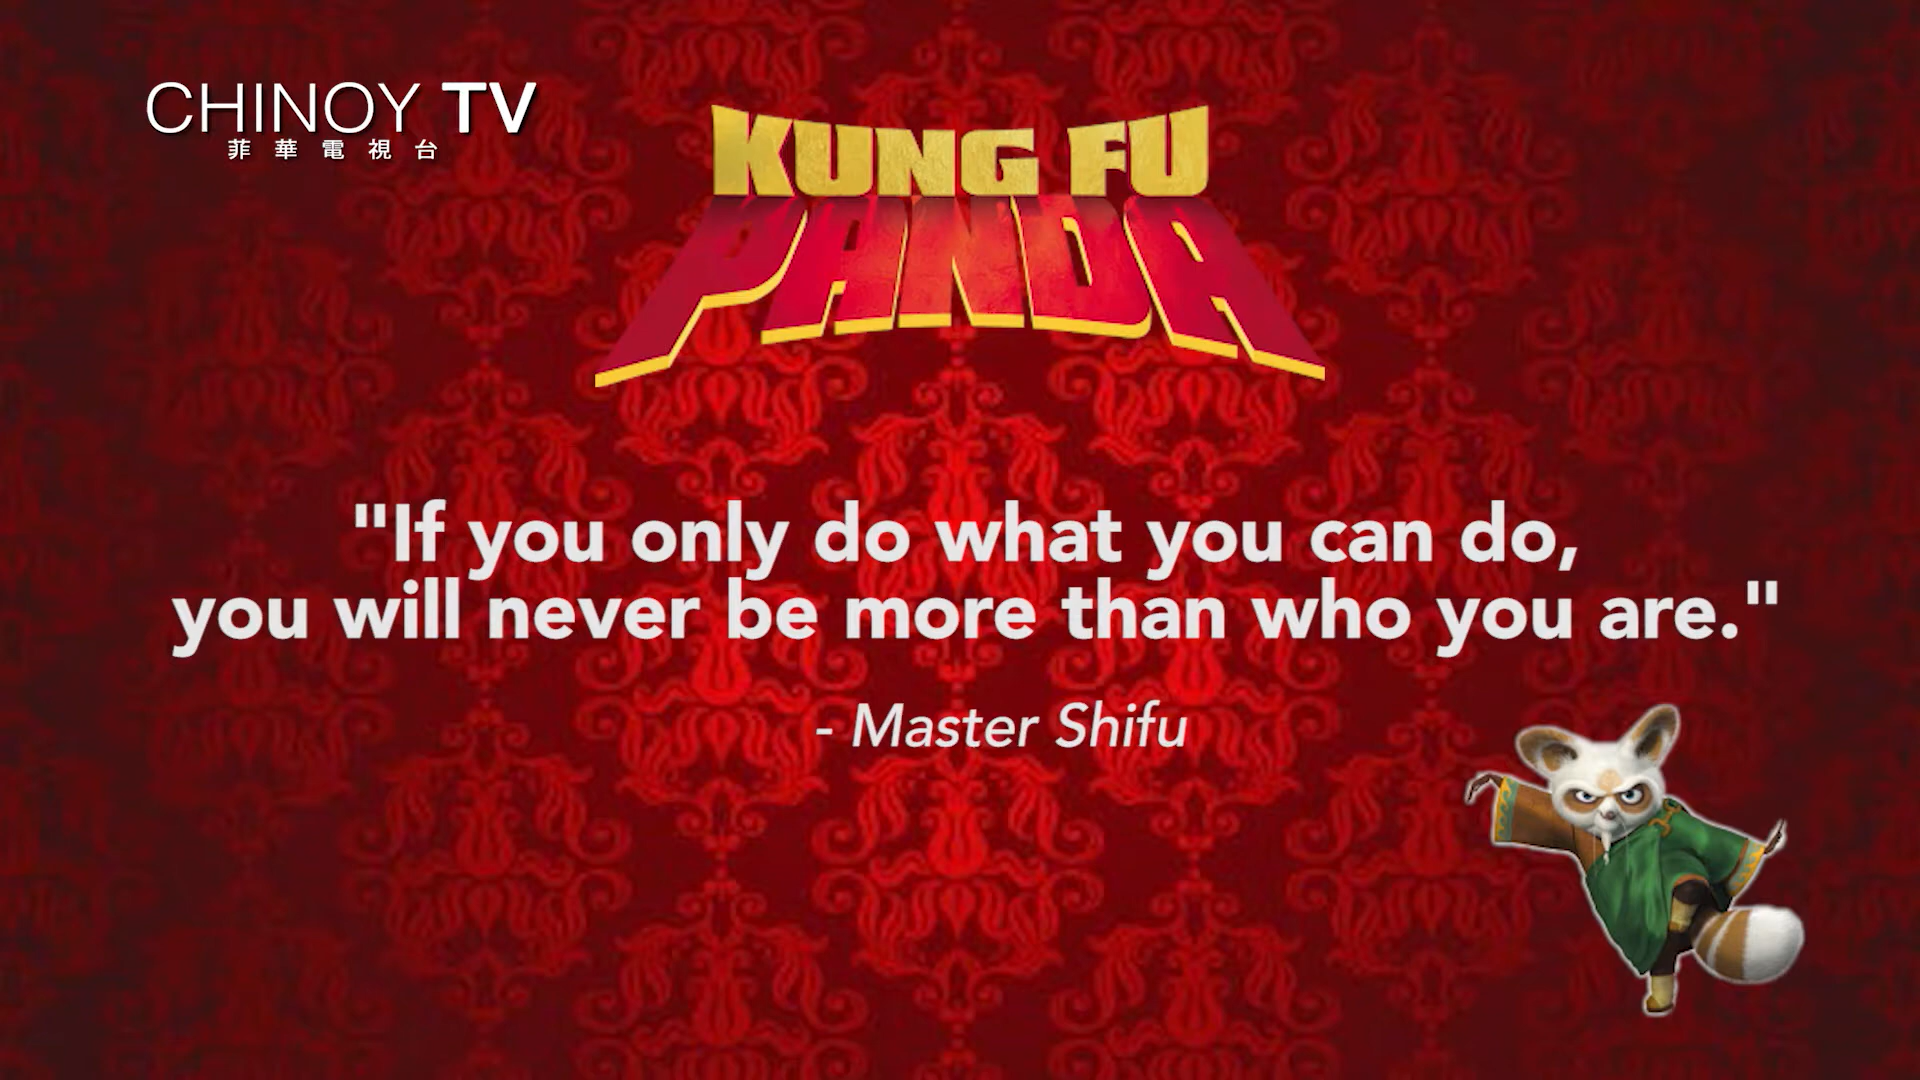 CHINOY TV
菲華電視台
KUNG FU
PANDA
"If you only do what you can do,
you will never be more than who you are."
- Master Shifu